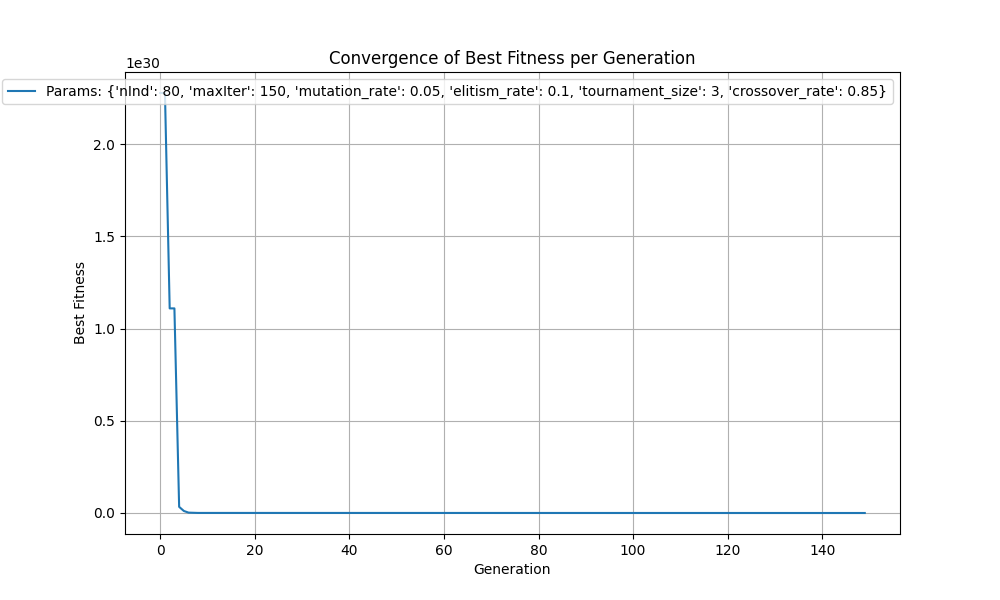 Convergence of Best Fitness per Generation
1e30
Params: {'nInd': 80, 'maxIter': 150, 'mutation_rate': 0.05, 'elitism_rate': 0.1, 'tournament_size': 3, 'crossover_rate': 0.85}
2.0
1.5
1.0
0.5
0.0
Best Fitness
0 20 40 60 80 100 120 140
Generation